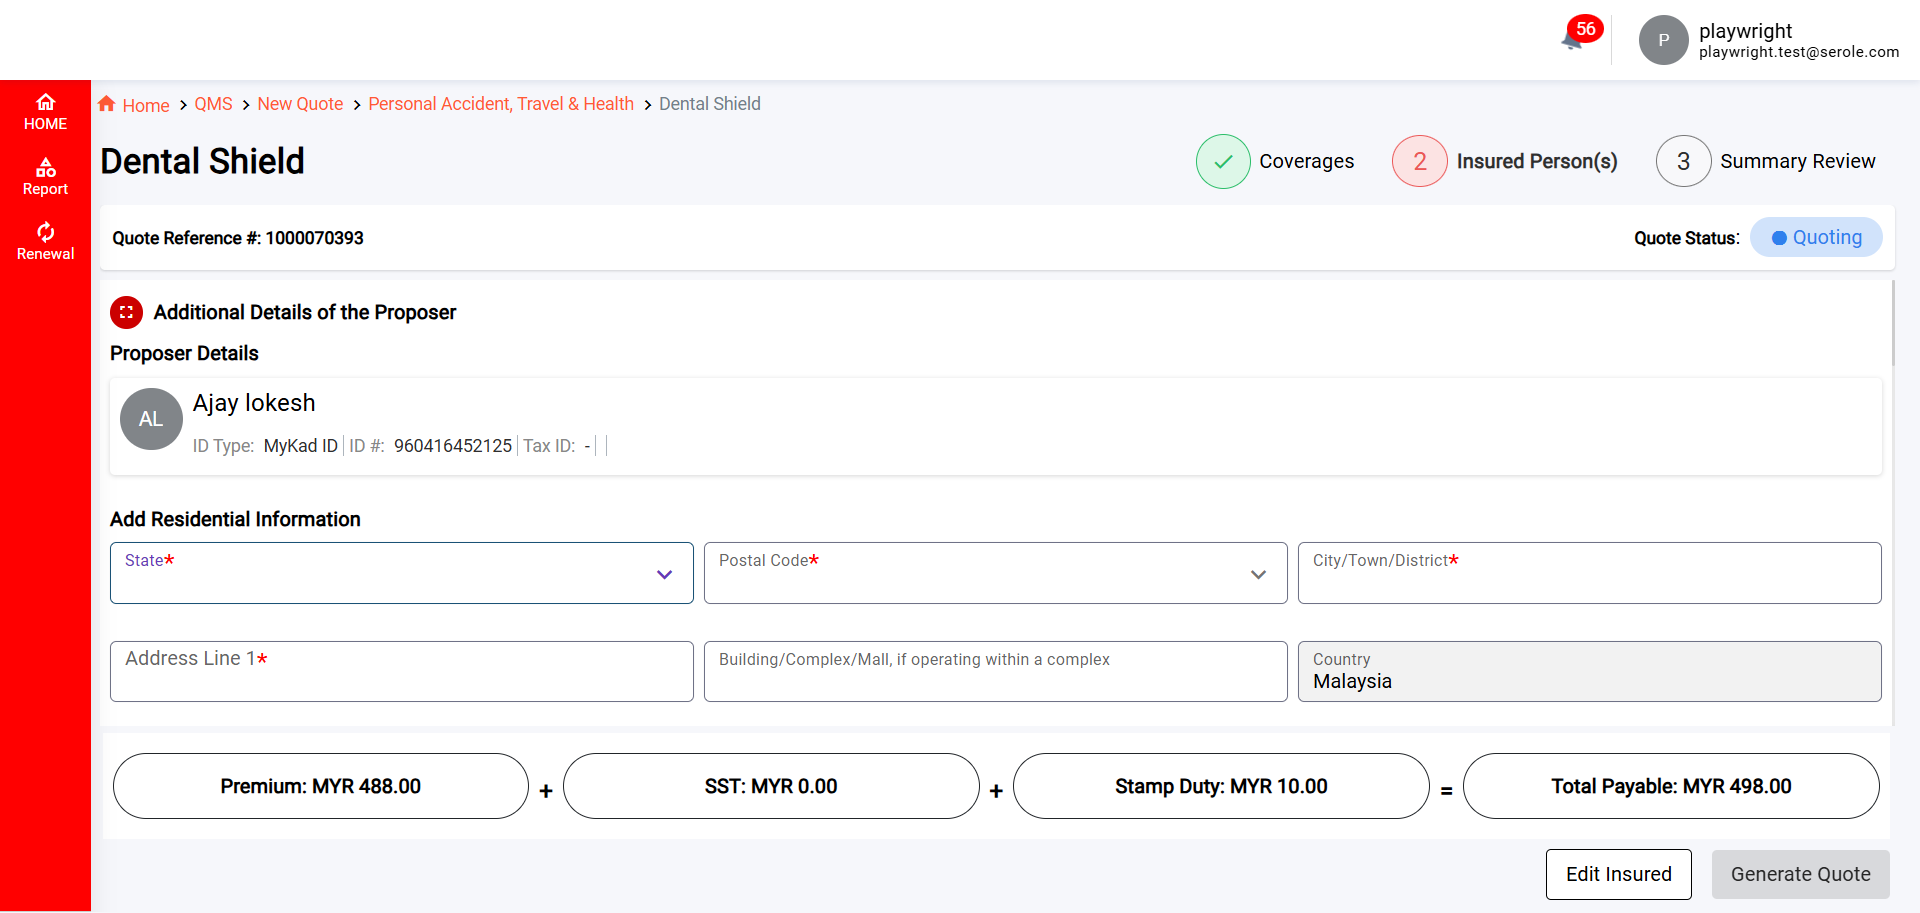 56
P
playwright
playwright.test@serole.com
HOME
Report
Renewal
Home > QMS > New Quote > Personal Accident, Travel & Health > Dental Shield
Dental Shield
Coverages
2 Insured Person(s)
3 Summary Review
Quote Reference #: 1000070393
Quote Status: Quoting
Additional Details of the Proposer
Proposer Details
AL
Ajay lokesh
ID Type: MyKad ID | ID #: 960416452125 | Tax ID: - | |
Add Residential Information
State*
Postal Code*
City/Town/District*
Address Line 1*
Building/Complex/Mall, if operating within a complex
Country
Malaysia
Premium: MYR 488.00 + SST: MYR 0.00 + Stamp Duty: MYR 10.00 = Total Payable: MYR 498.00
Edit Insured
Generate Quote